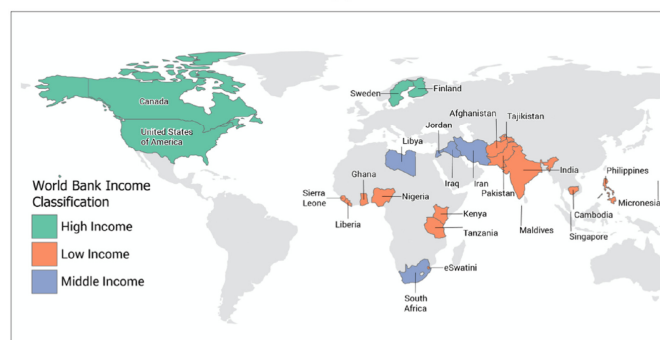 Canada
United States
of America
Sweden
Finland
Afghanistan
Tajikistan
Jordan
Libya
Ghana
India
Philippines
Iraq
Iran
Pakistan
Sierra
Leone
Nigeria
Micronesia
Liberia
Kenya
Cambodia
Tanzania
Maldives
Singapore
eSwatini
South
Africa
World Bank Income
Classification
High Income
Low Income
Middle Income